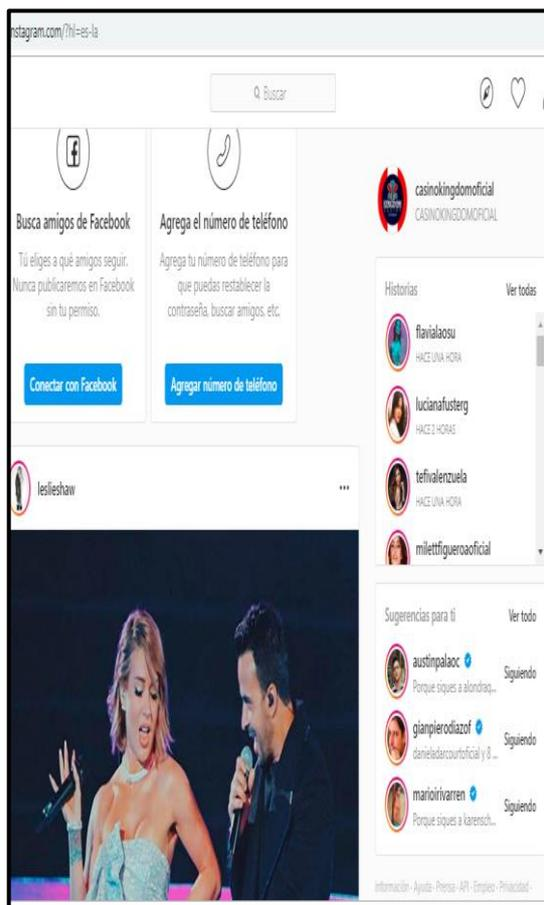 nstagram.com/?hl=es-la
Buscar
Busca amigos de Facebook
Tú eliges a qué amigos seguir.
Nunca publicaremos en Facebook
sin tu permiso.
Conectar con Facebook
Agrega el número de teléfono
Agrega tu número de teléfono para
que puedas restablecer la
contraseña, buscar amigos, etc.
Agregar número de teléfono
leslieshaw
casinokingdomoficial
CASINOKINGDOMOFICIAL
Historias Ver todas
flavialaosu
HACE UNA HORA
lucianafusterg
HACE 2 HORAS
tefivalenzuela
HACE UNA HORA
milettfigueroaoficial
Sugerencias para ti Ver todo
austinpalaoc Siguiendo
Porque sigues a alondraq...
gianpierodiazof Siguiendo
danieladarcourtoficial y 8 ...
marioirivarren Siguiendo
Porque sigues a karensch...
Información · Ayuda · Prensa · API · Empleo · Privacidad ·